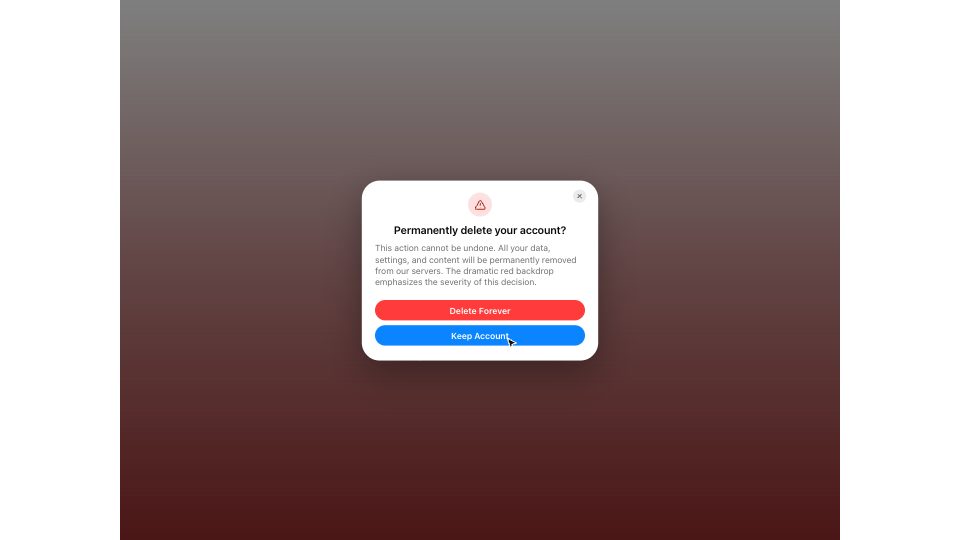 Permanently delete your account?
This action cannot be undone. All your data,
settings, and content will be permanently removed
from our servers. The dramatic red backdrop
emphasizes the severity of this decision.
Delete Forever
Keep Account